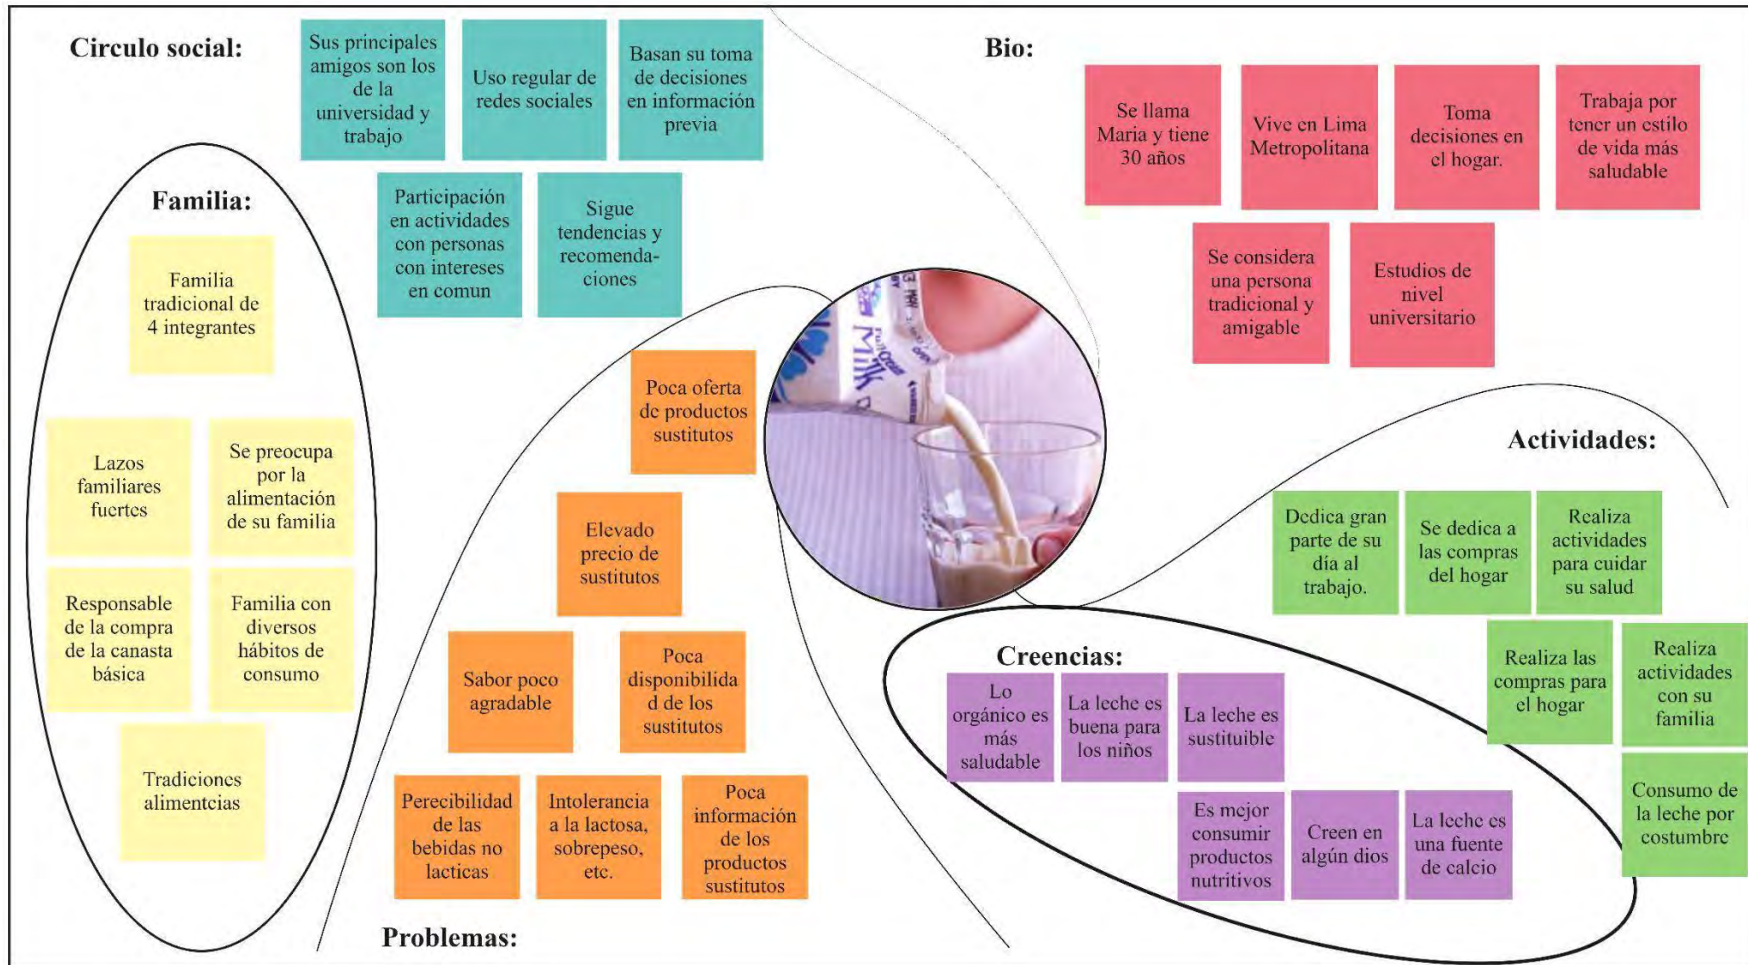 Circulo social:
Sus principales
amigos son los
de la
universidad y
trabajo
Uso regular de
redes sociales
Basan su toma
de decisiones
en información
previa
Participación
en actividades
con personas
con intereses
en comun
Sigue
tendencias y
recomenda-
ciones
Bio:
Se llama
Maria y tiene
30 años
Vive en Lima
Metropolitana
Toma
decisiones en
el hogar.
Trabaja por
tener un estilo
de vida más
saludable
Se considera
una persona
tradicional y
amigable
Estudios de
nivel
universitario
Familia:
Familia
tradicional de
4 integrantes
Lazos
familiares
fuertes
Se preocupa
por la
alimentación
de su familia
Responsable
de la compra
de la canasta
básica
Familia con
diversos
hábitos de
consumo
Tradiciones
alimentcias
Poca oferta
de productos
sustitutos
Elevado
precio de
sustitutos
Sabor poco
agradable
Poca
disponibilida
d de los
sustitutos
Perecibilidad
de las
bebidas no
lacticas
Intolerancia
a la lactosa,
sobrepeso,
etc.
Poca
información
de los
productos
sustitutos
Problemas:
Full Cream
Milk
Actividades:
Dedica gran
parte de su
día al
trabajo.
Se dedica a
las compras
del hogar
Realiza
actividades
para cuidar
su salud
Realiza las
compras para
el hogar
Realiza
actividades
con su
familia
Consumo de
la leche por
costumbre
Creencias:
Lo
orgánico es
más
saludable
La leche es
buena para
los niños
La leche es
sustituible
Es mejor
consumir
productos
nutritivos
Creen en
algún dios
La leche es
una fuente
de calcio